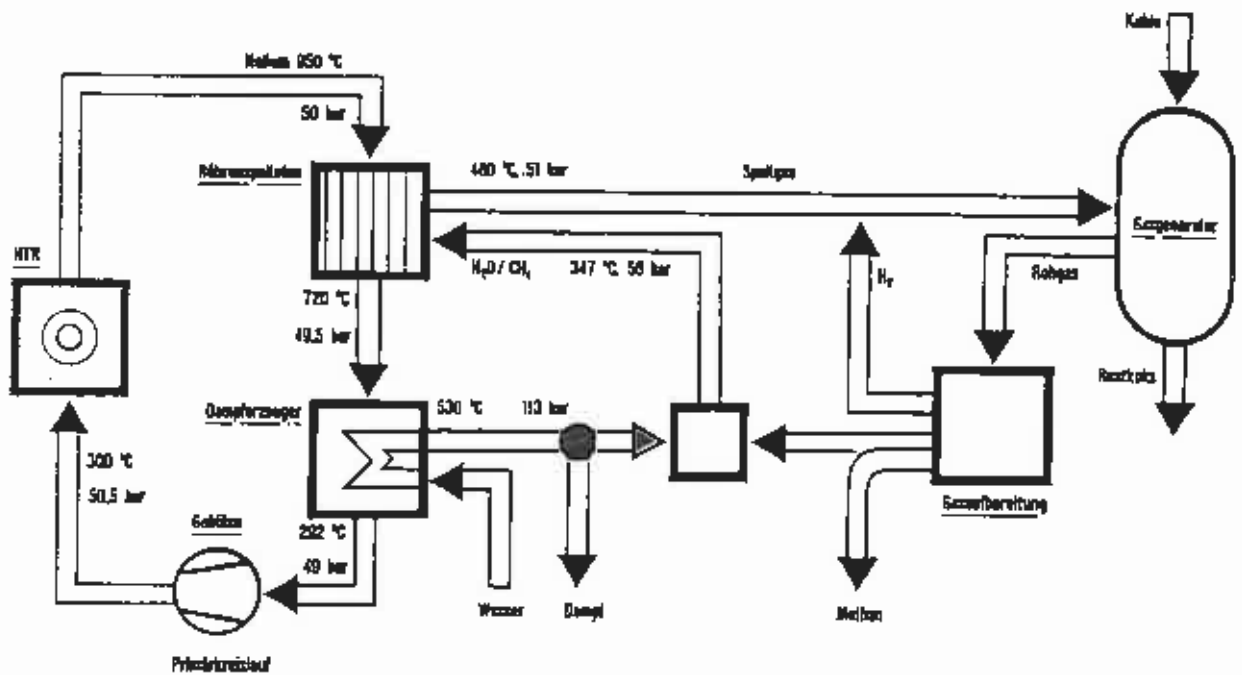 Kohle
Helium 950 °C
50 bar
Röhrenspaltofen
480 °C, 51 bar
Spaltgas
Gasgenerator
HTR
H₂O / CH₄
347 °C, 56 bar
H₂
Rohgas
720 °C
49,5 bar
Restkoks
Dampferzeuger
530 °C
113 bar
300 °C
50,5 bar
Gasaufbereitung
Gebläse
292 °C
49 bar
Wasser
Dampf
Methan
Primärkreislauf